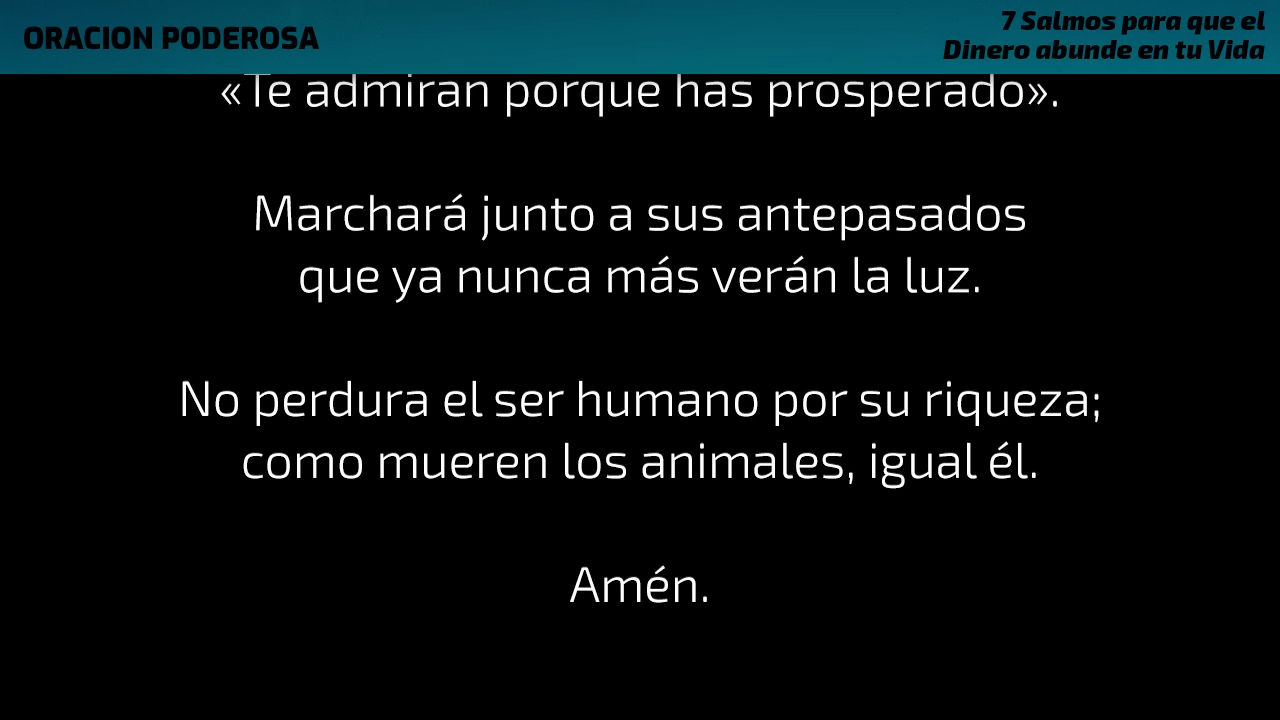 ORACION PODEROSA
7 Salmos para que el
Dinero abunde en tu Vida
«Te admiran porque has prosperado».
Marchará junto a sus antepasados
que ya nunca más verán la luz.
No perdura el ser humano por su riqueza;
como mueren los animales, igual él.
Amén.